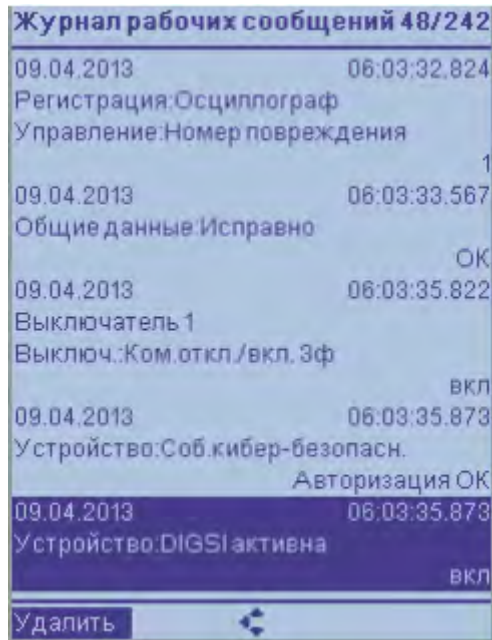 Журнал рабочих сообщений 48/242
09.04.2013 06:03:32.824
Регистрация:Осциллограф
Управление:Номер повреждения
1
09.04.2013 06:03:33.567
Общие данные:Исправно
ОК
09.04.2013 06:03:35.822
Выключатель 1
Выключ.:Ком.откл./вкл. 3ф
вкл
09.04.2013 06:03:35.873
Устройство:Соб.кибер-безопасн.
Авторизация ОК
09.04.2013 06:03:35.873
Устройство:DIGSI активна
вкл
Удалить